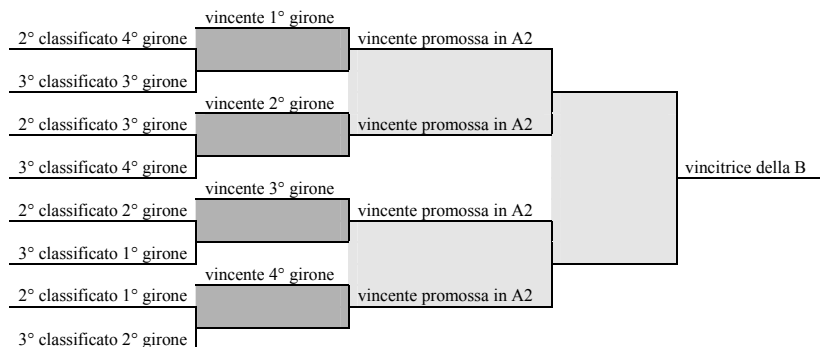 vincente 1° girone
2° classificato 4° girone
vincente promossa in A2
3° classificato 3° girone
vincente 2° girone
2° classificato 3° girone
vincente promossa in A2
3° classificato 4° girone
vincitrice della B
vincente 3° girone
2° classificato 2° girone
vincente promossa in A2
3° classificato 1° girone
vincente 4° girone
2° classificato 1° girone
vincente promossa in A2
3° classificato 2° girone